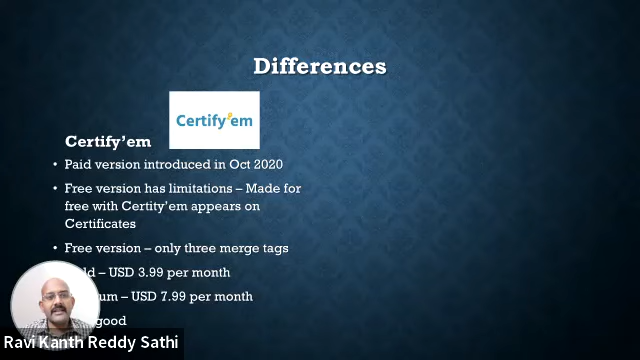 Differences
Certify'em
Certify’em
Paid version introduced in Oct 2020
Free version has limitations – Made for
free with Certity’em appears on
Certificates
Free version – only three merge tags
– USD 3.99 per month
– USD 7.99 per month
good
Ravi Kanth Reddy Sathi